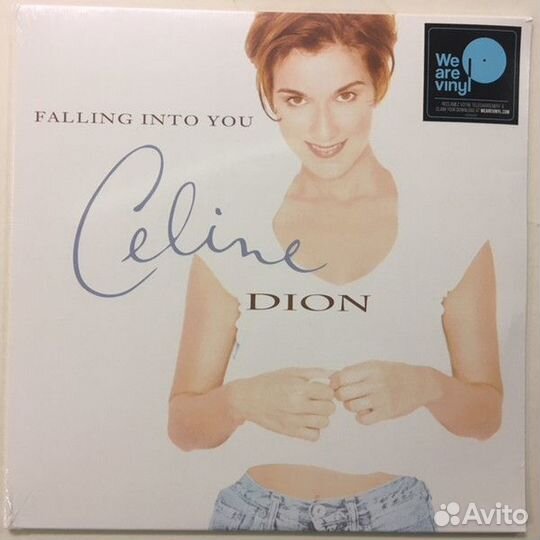 FALLING INTO YOU
Celine
DION
We
are
vinyl
Avito